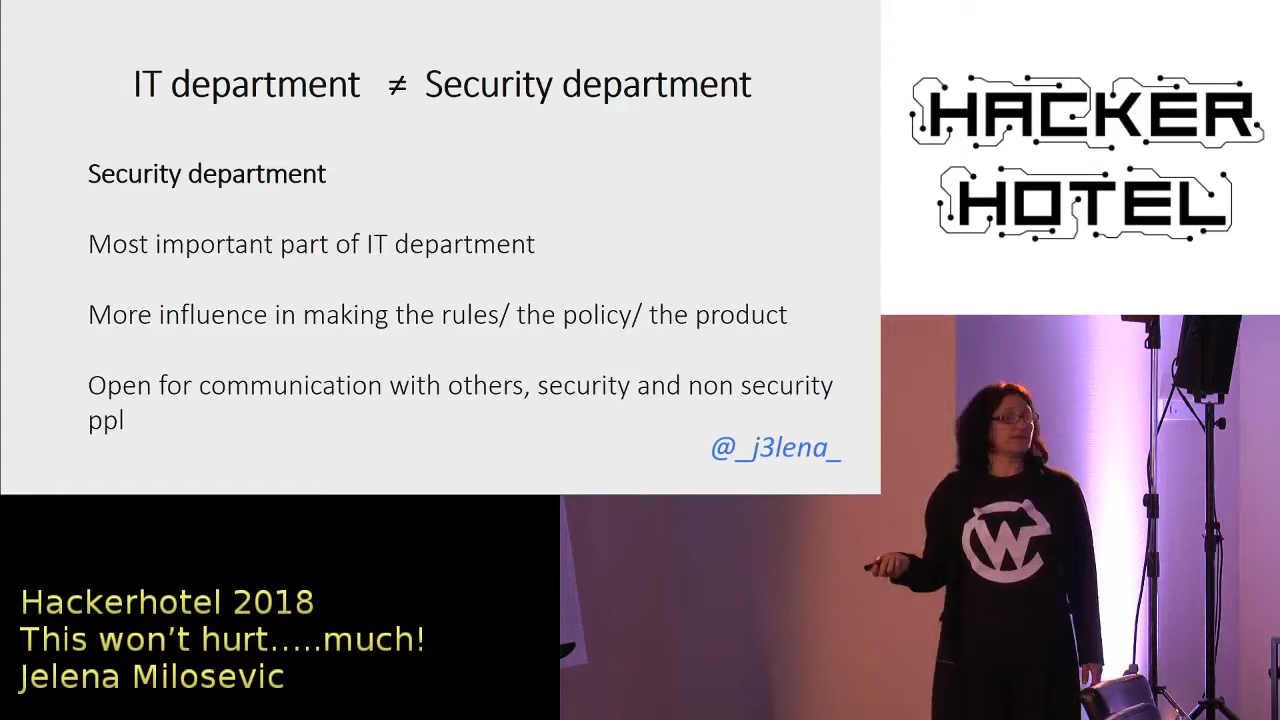 IT department ≠ Security department
Security department
Most important part of IT department
More influence in making the rules/ the policy/ the product
Open for communication with others, security and non security
ppl
@_j3lena_
HACKER
HOTEL
W
Hackerhotel 2018
This won't hurt.....much!
Jelena Milosevic